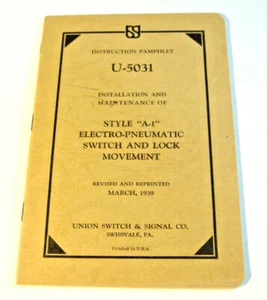 INSTRUCTION PAMPHLET
U-5031
INSTALLATION AND
MAINTENANCE OF
STYLE "A-1"
ELECTRO-PNEUMATIC
SWITCH AND LOCK
MOVEMENT
REVISED AND REPRINTED
MARCH, 1939
UNION SWITCH & SIGNAL CO.
SWISSVALE, PA.
Printed in U.S.A.